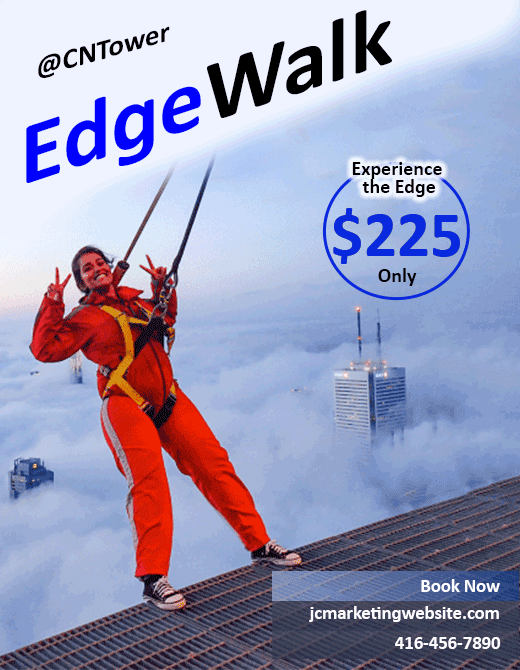 @CNTower
EdgeWalk
Experience
the Edge
$225
Only
Book Now
jcmarketingwebsite.com
416-456-7890